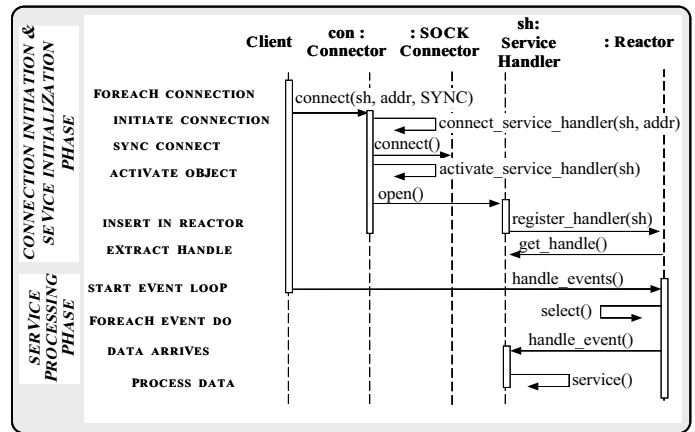 Client
con :
Connector
: SOCK
Connector
sh:
Service
Handler
: Reactor
CONNECTION INITIATION &
SEVICE INITIALIZATION
PHASE
FOREACH CONNECTION
connect(sh, addr, SYNC)
INITIATE CONNECTION
connect_service_handler(sh, addr)
SYNC CONNECT
connect()
ACTIVATE OBJECT
activate_service_handler(sh)
open()
INSERT IN REACTOR
register_handler(sh)
EXTRACT HANDLE
get_handle()
SERVICE
PROCESSING
PHASE
START EVENT LOOP
handle_events()
FOREACH EVENT DO
select()
DATA ARRIVES
handle_event()
PROCESS DATA
service()